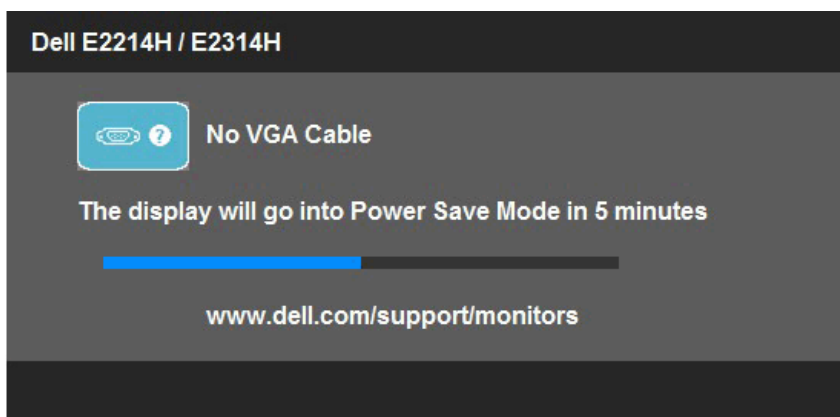 Dell E2214H / E2314H
?
No VGA Cable
The display will go into Power Save Mode in 5 minutes
www.dell.com/support/monitors